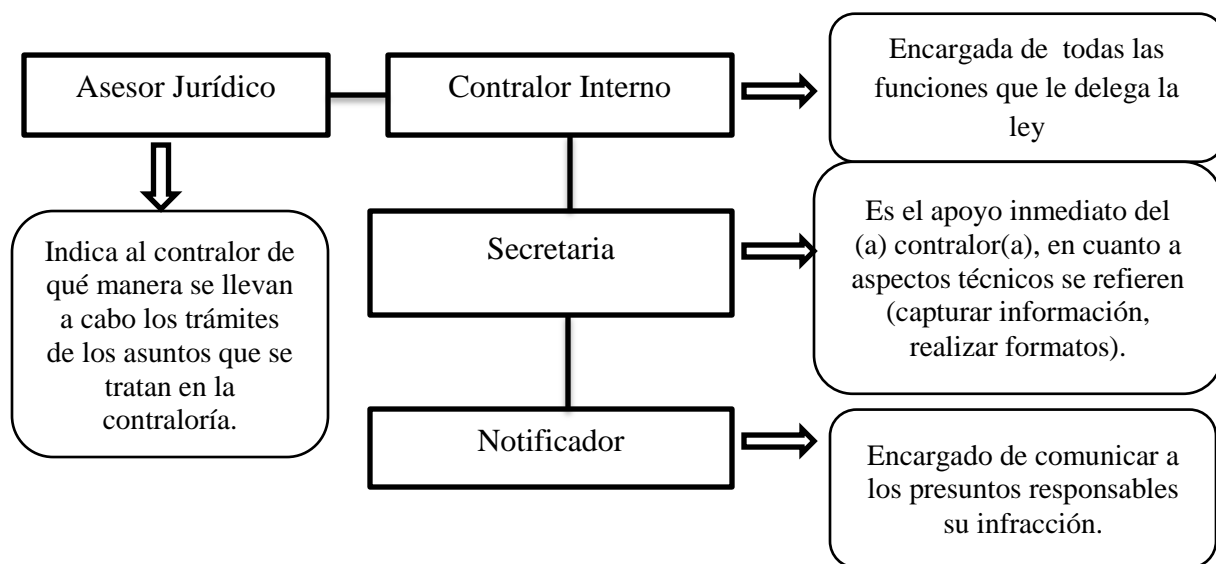 Asesor Jurídico
Contralor Interno
Encargada de todas las
funciones que le delega la
ley
Indica al contralor de
qué manera se llevan
a cabo los trámites
de los asuntos que se
tratan en la
contraloría.
Secretaria
Es el apoyo inmediato del
(a) contralor(a), en cuanto a
aspectos técnicos se refieren
(capturar información,
realizar formatos).
Notificador
Encargado de comunicar a
los presuntos responsables
su infracción.